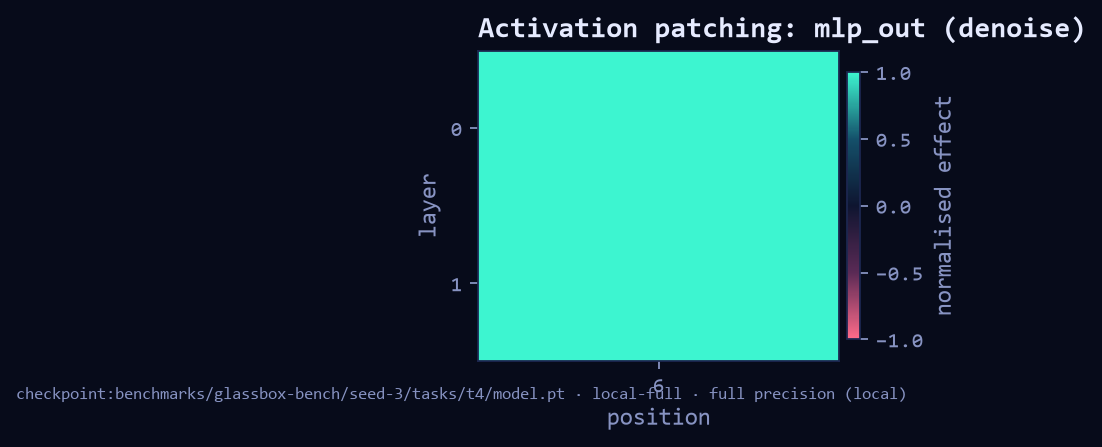 Activation patching: mlp_out (denoise)
layer
0
1
6
position
1.0
0.5
0.0
−0.5
−1.0
normalised effect
checkpoint:benchmarks/glassbox-bench/seed-3/tasks/t4/model.pt · local-full · full precision (local)